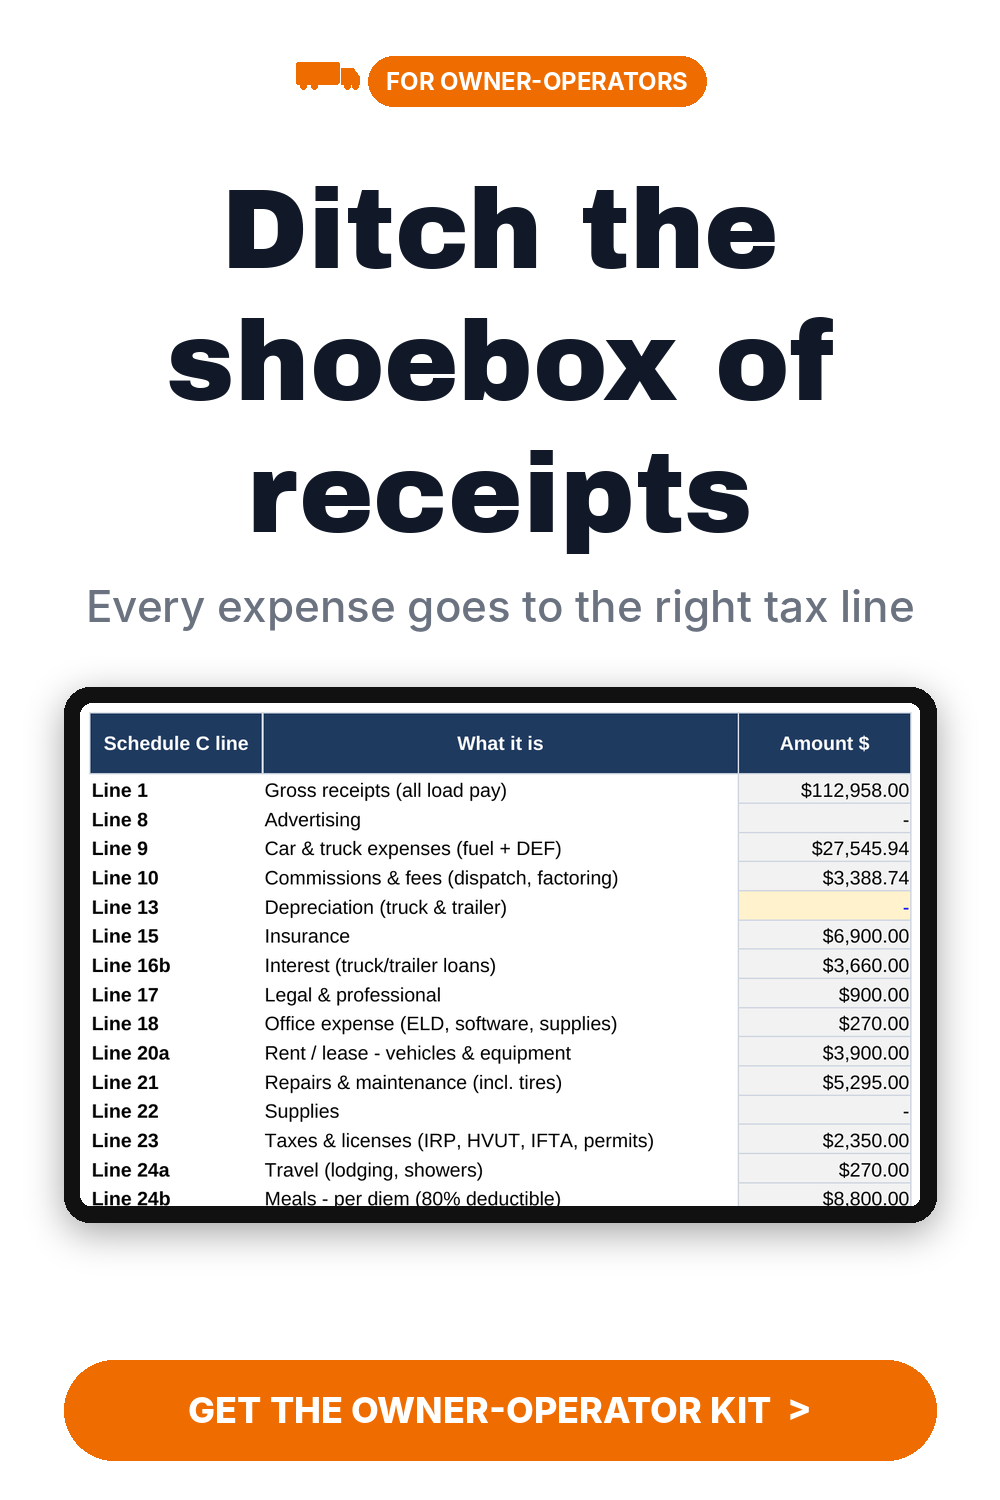 FOR OWNER-OPERATORS
Ditch the
shoebox of
receipts
Every expense goes to the right tax line
Schedule C line What it is Amount $
Line 1 Gross receipts (all load pay) $112,958.00
Line 8 Advertising -
Line 9 Car & truck expenses (fuel + DEF) $27,545.94
Line 10 Commissions & fees (dispatch, factoring) $3,388.74
Line 13 Depreciation (truck & trailer) -
Line 15 Insurance $6,900.00
Line 16b Interest (truck/trailer loans) $3,660.00
Line 17 Legal & professional $900.00
Line 18 Office expense (ELD, software, supplies) $270.00
Line 20a Rent / lease - vehicles & equipment $3,900.00
Line 21 Repairs & maintenance (incl. tires) $5,295.00
Line 22 Supplies -
Line 23 Taxes & licenses (IRP, HVUT, IFTA, permits) $2,350.00
Line 24a Travel (lodging, showers) $270.00
Line 24b Meals - per diem (80% deductible) $8,800.00
GET THE OWNER-OPERATOR KIT >